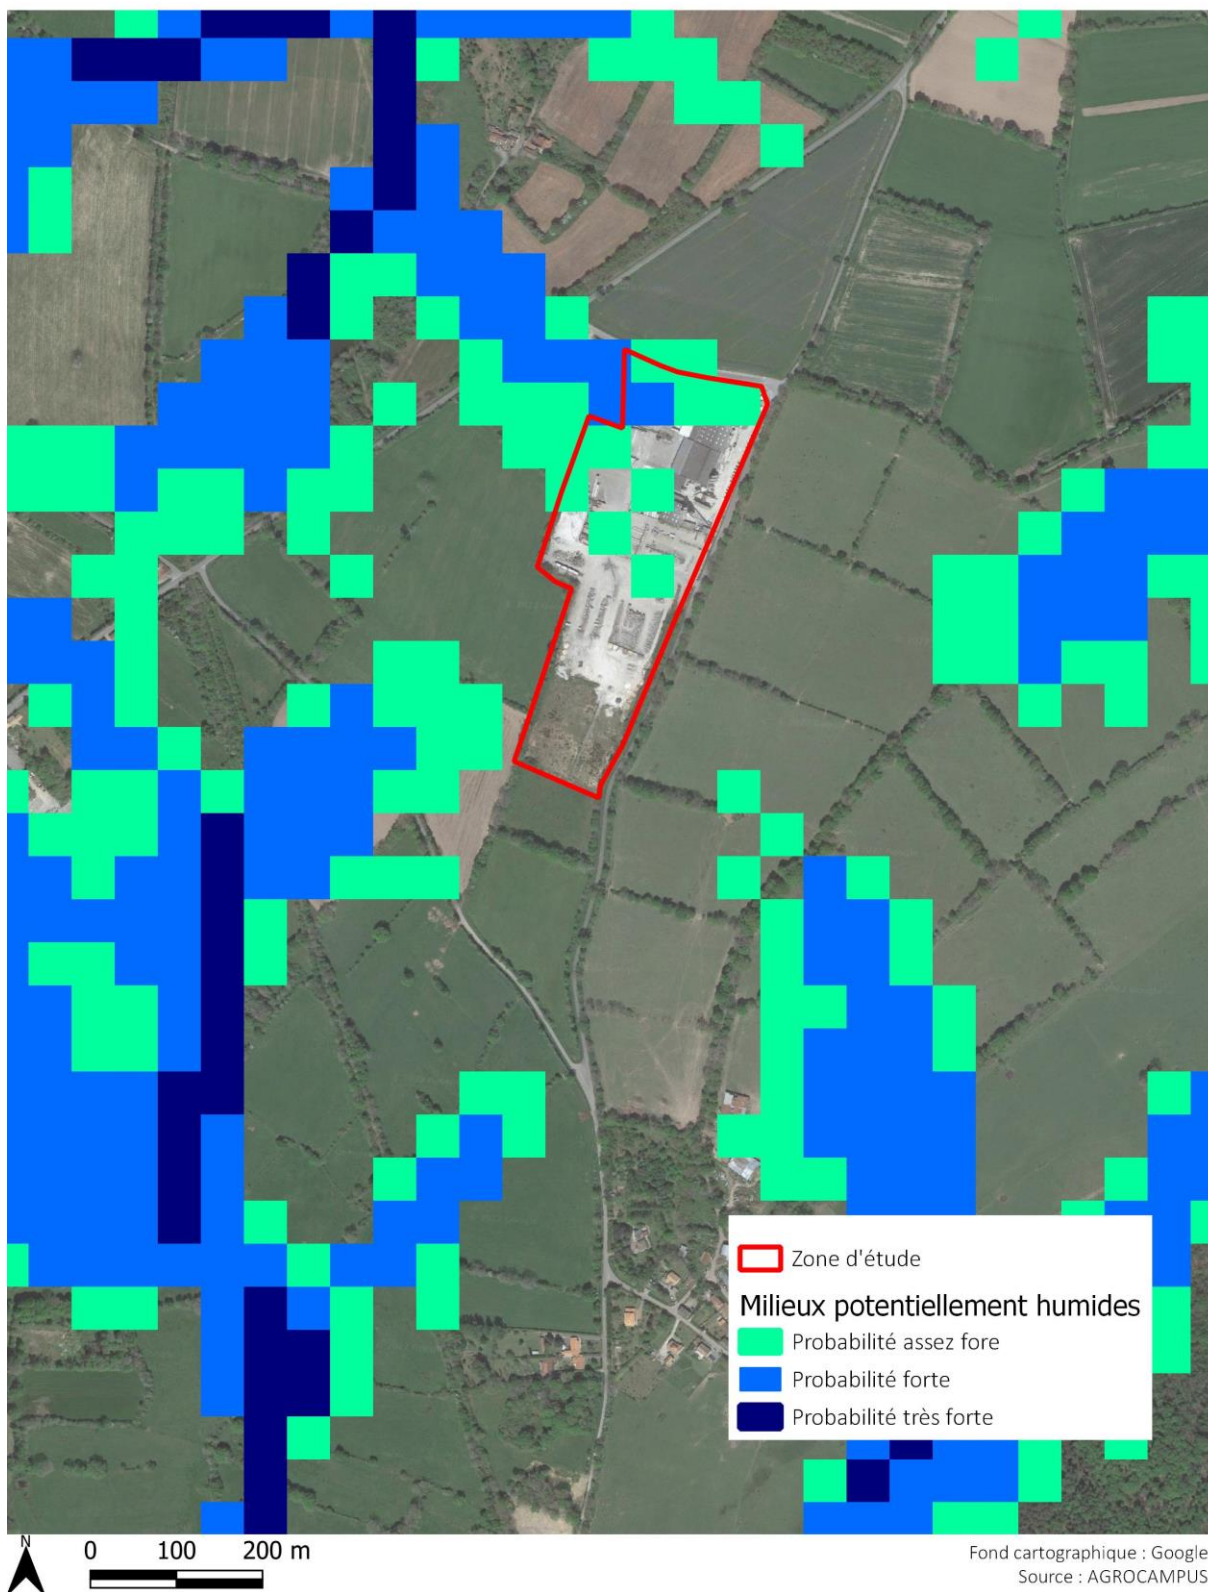 Zone d'étude
Milieux potentiellement humides
Probabilité assez fore
Probabilité forte
Probabilité très forte
N
0 100 200 m
Fond cartographique : Google
Source : AGROCAMPUS